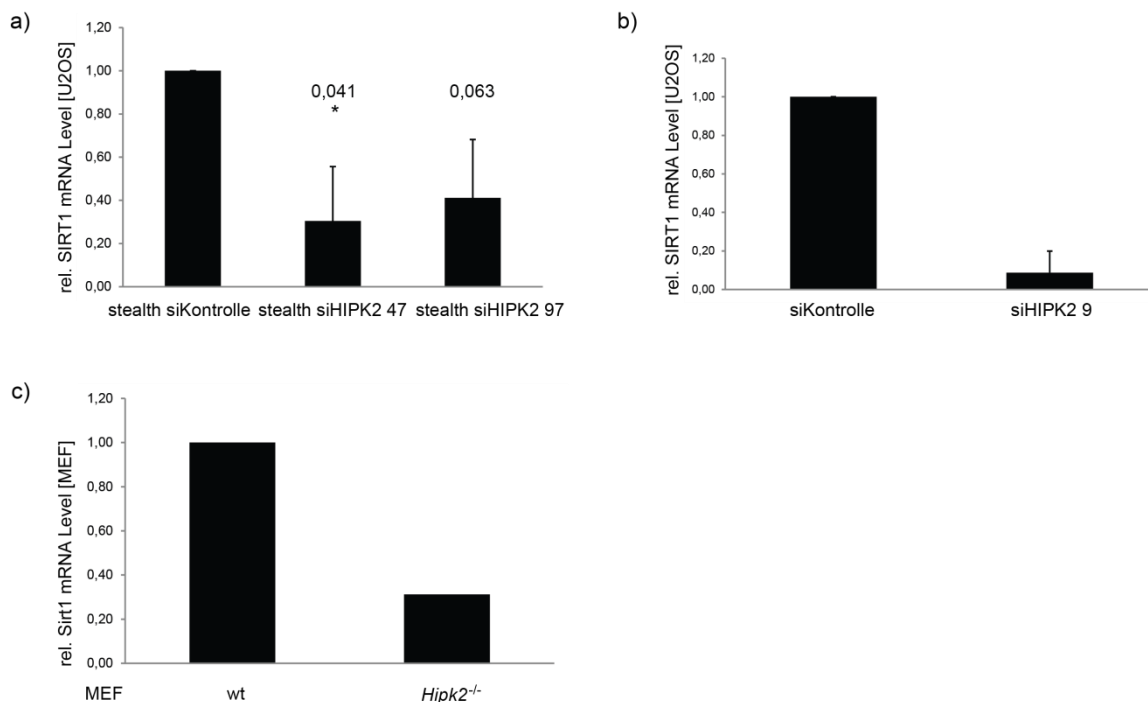 a)
rel. SIRT1 mRNA Level [U2OS]
1,20
1,00
0,80
0,60
0,40
0,20
0,00
0,041
*
0,063
stealth siKontrolle stealth siHIPK2 47 stealth siHIPK2 97
b)
rel. SIRT1 mRNA Level [U2OS]
1,20
1,00
0,80
0,60
0,40
0,20
0,00
siKontrolle siHIPK2 9
c)
rel. Sirt1 mRNA Level [MEF]
1,20
1,00
0,80
0,60
0,40
0,20
0,00
MEF wt Hipk2-/-